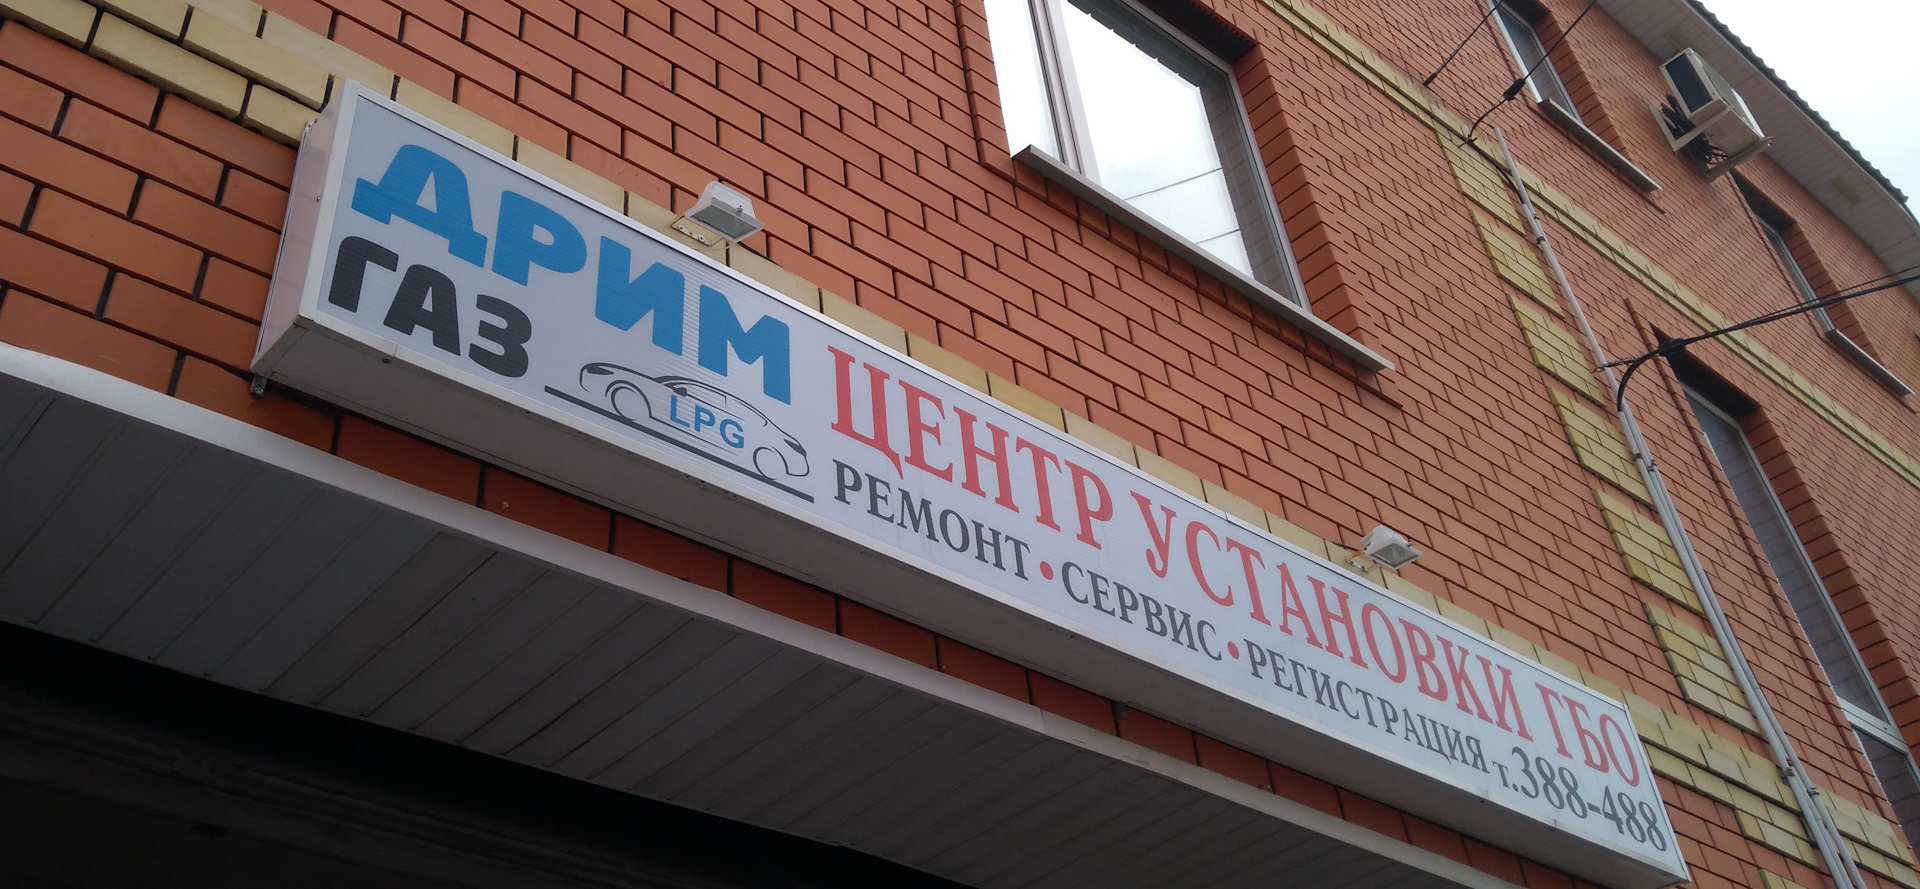 ДРИМ
ГАЗ
LPG
ЦЕНТР УСТАНОВКИ ГБО
РЕМОНТ • СЕРВИС • РЕГИСТРАЦИЯ т.388-488